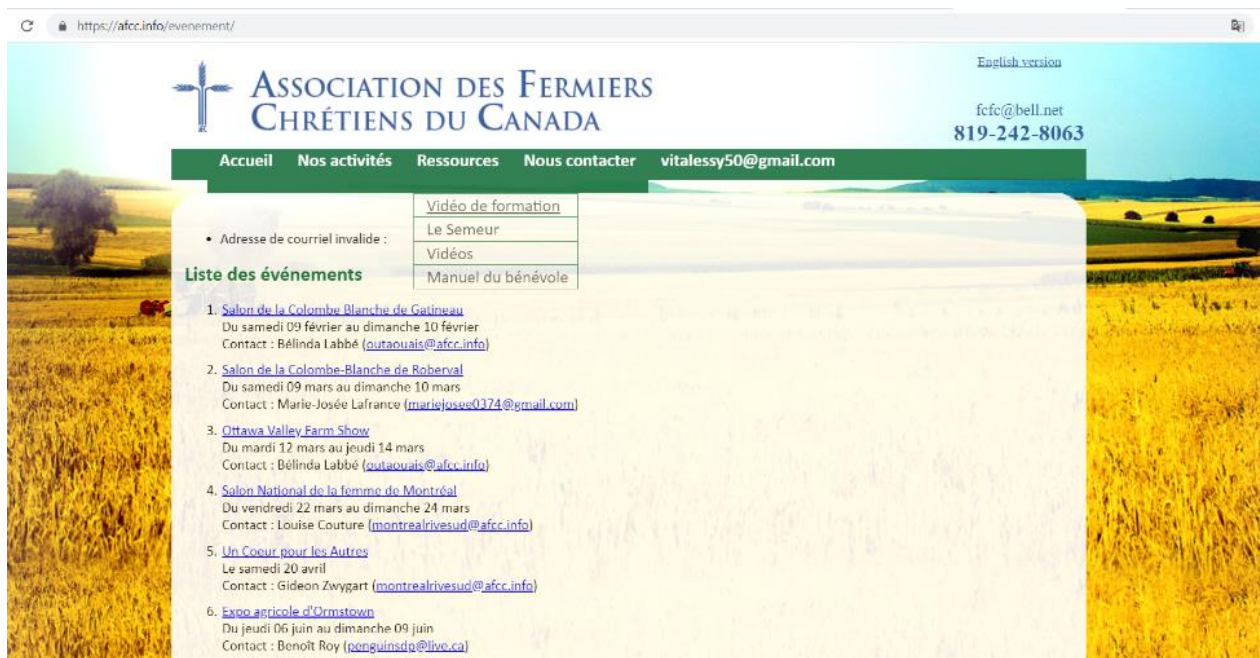 https://afcc.info/evenement/
English version
ASSOCIATION DES FERMIERS
CHRÉTIENS DU CANADA
fcfc@bell.net
819-242-8063
Accueil Nos activités Ressources Nous contacter vitalessy50@gmail.com
Vidéo de formation
Le Semeur
Vidéos
Manuel du bénévole
• Adresse de courriel invalide :
Liste des événements
1. Salon de la Colombe Blanche de Gatineau
Du samedi 09 février au dimanche 10 février
Contact : Bélinda Labbé (outaouais@afcc.info)
2. Salon de la Colombe-Blanche de Roberval
Du samedi 09 mars au dimanche 10 mars
Contact : Marie-Josée Lafrance (mariejosee0374@gmail.com)
3. Ottawa Valley Farm Show
Du mardi 12 mars au jeudi 14 mars
Contact : Bélinda Labbé (outaouais@afcc.info)
4. Salon National de la femme de Montréal
Du vendredi 22 mars au dimanche 24 mars
Contact : Louise Couture (montrealrivesud@afcc.info)
5. Un Coeur pour les Autres
Le samedi 20 avril
Contact : Gideon Zwygart (montrealrivesud@afcc.info)
6. Expo agricole d'Ormstown
Du jeudi 06 juin au dimanche 09 juin
Contact : Benoît Roy (penguinsdp@live.ca)